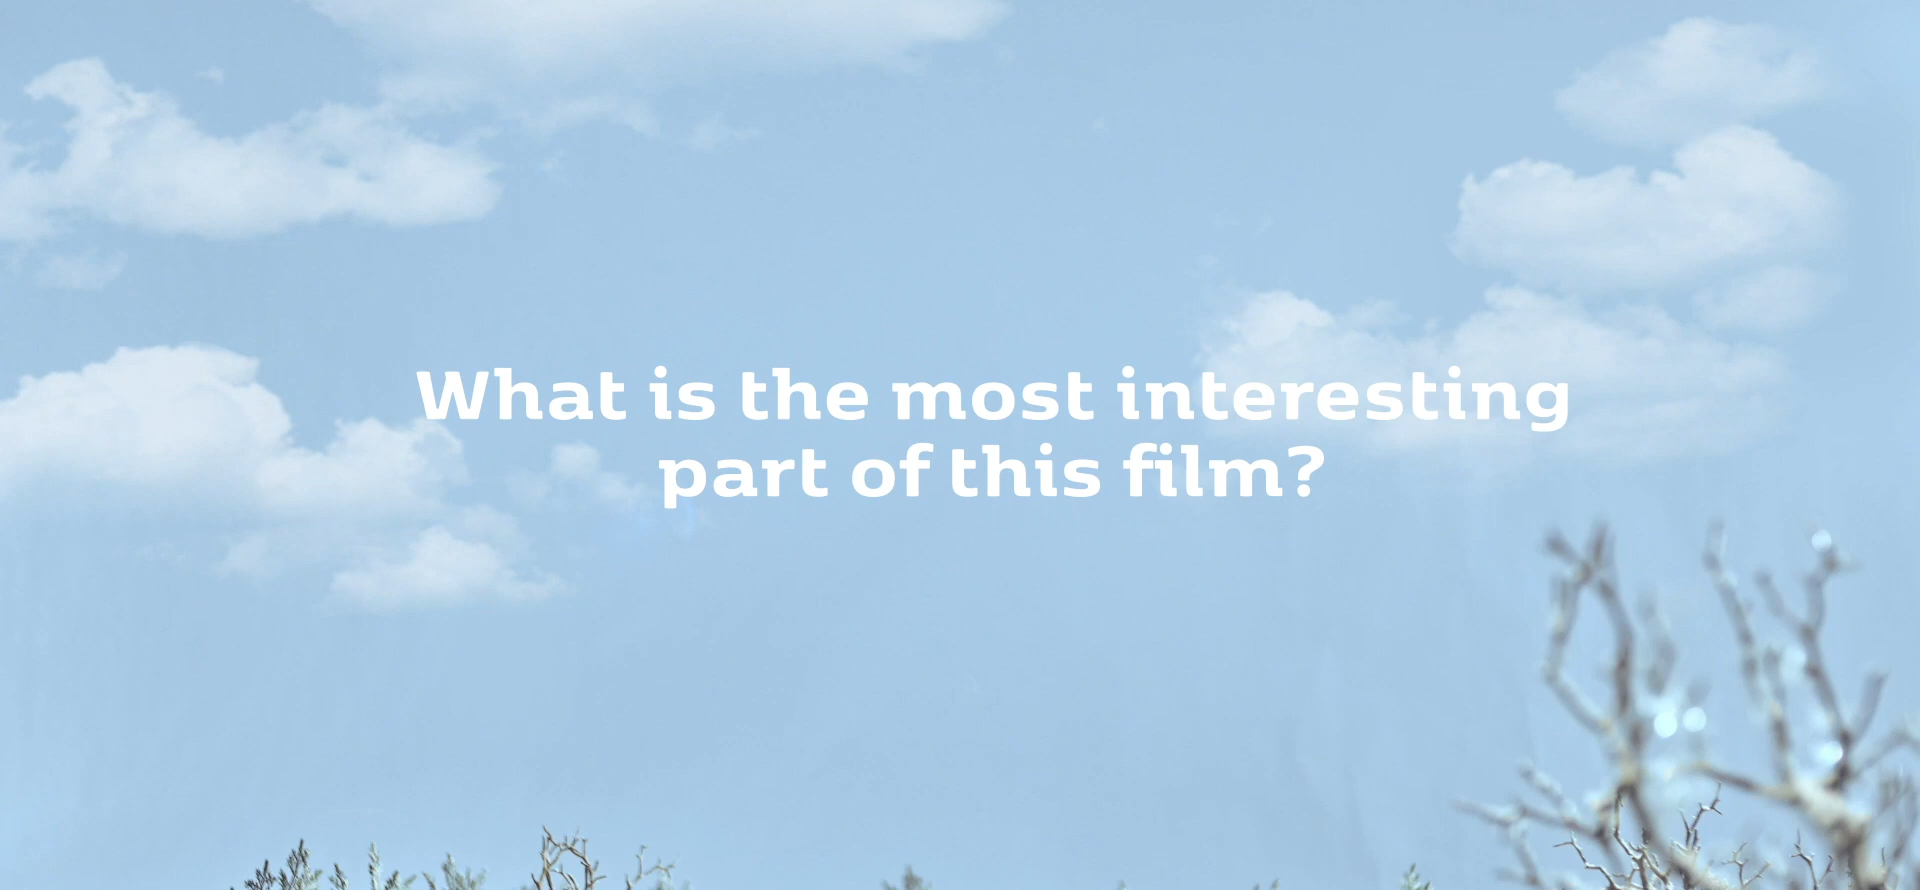 What is the most interesting
part of this film?